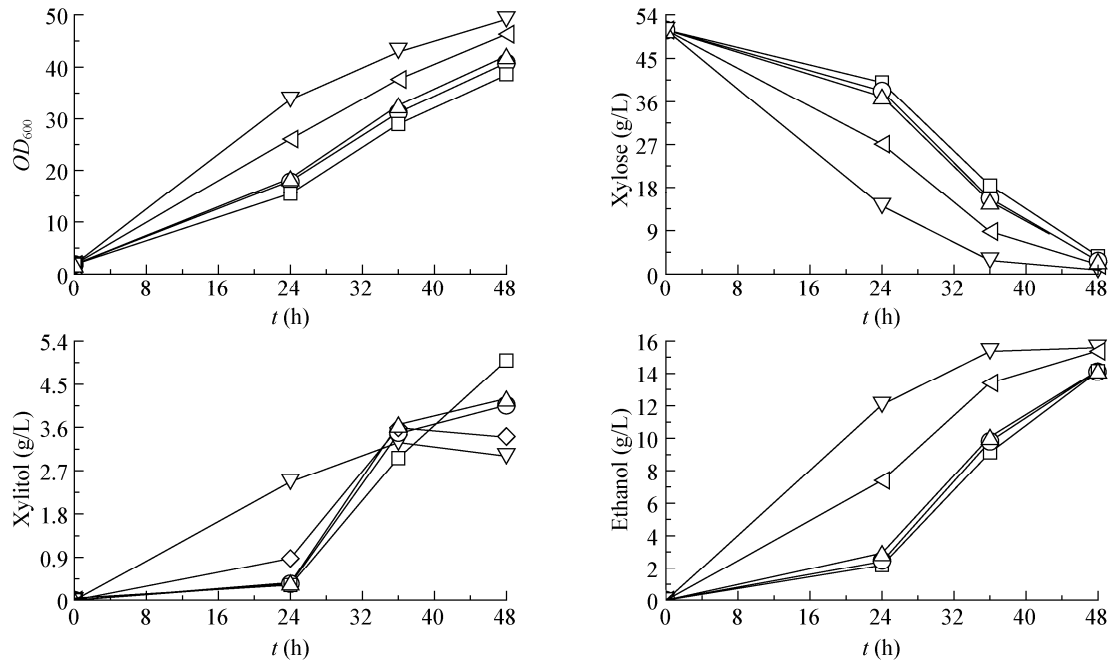 50
40
30
20
10
0
OD600
0 8 16 24 32 40 48
t (h)
54
45
36
27
18
9
0
Xylose (g/L)
0 8 16 24 32 40 48
t (h)
5.4
4.5
3.6
2.7
1.8
0.9
0
Xylitol (g/L)
0 8 16 24 32 40 48
t (h)
16
14
12
10
8
6
4
2
0
Ethanol (g/L)
0 8 16 24 32 40 48
t (h)